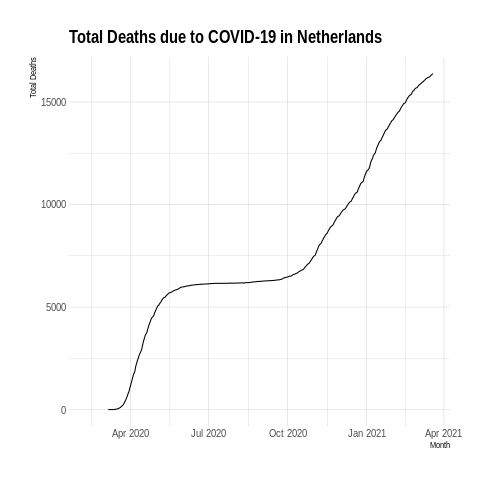 Total Deaths due to COVID-19 in Netherlands
Total Deaths
15000
10000
5000
0
Apr 2020
Jul 2020
Oct 2020
Jan 2021
Apr 2021
Month